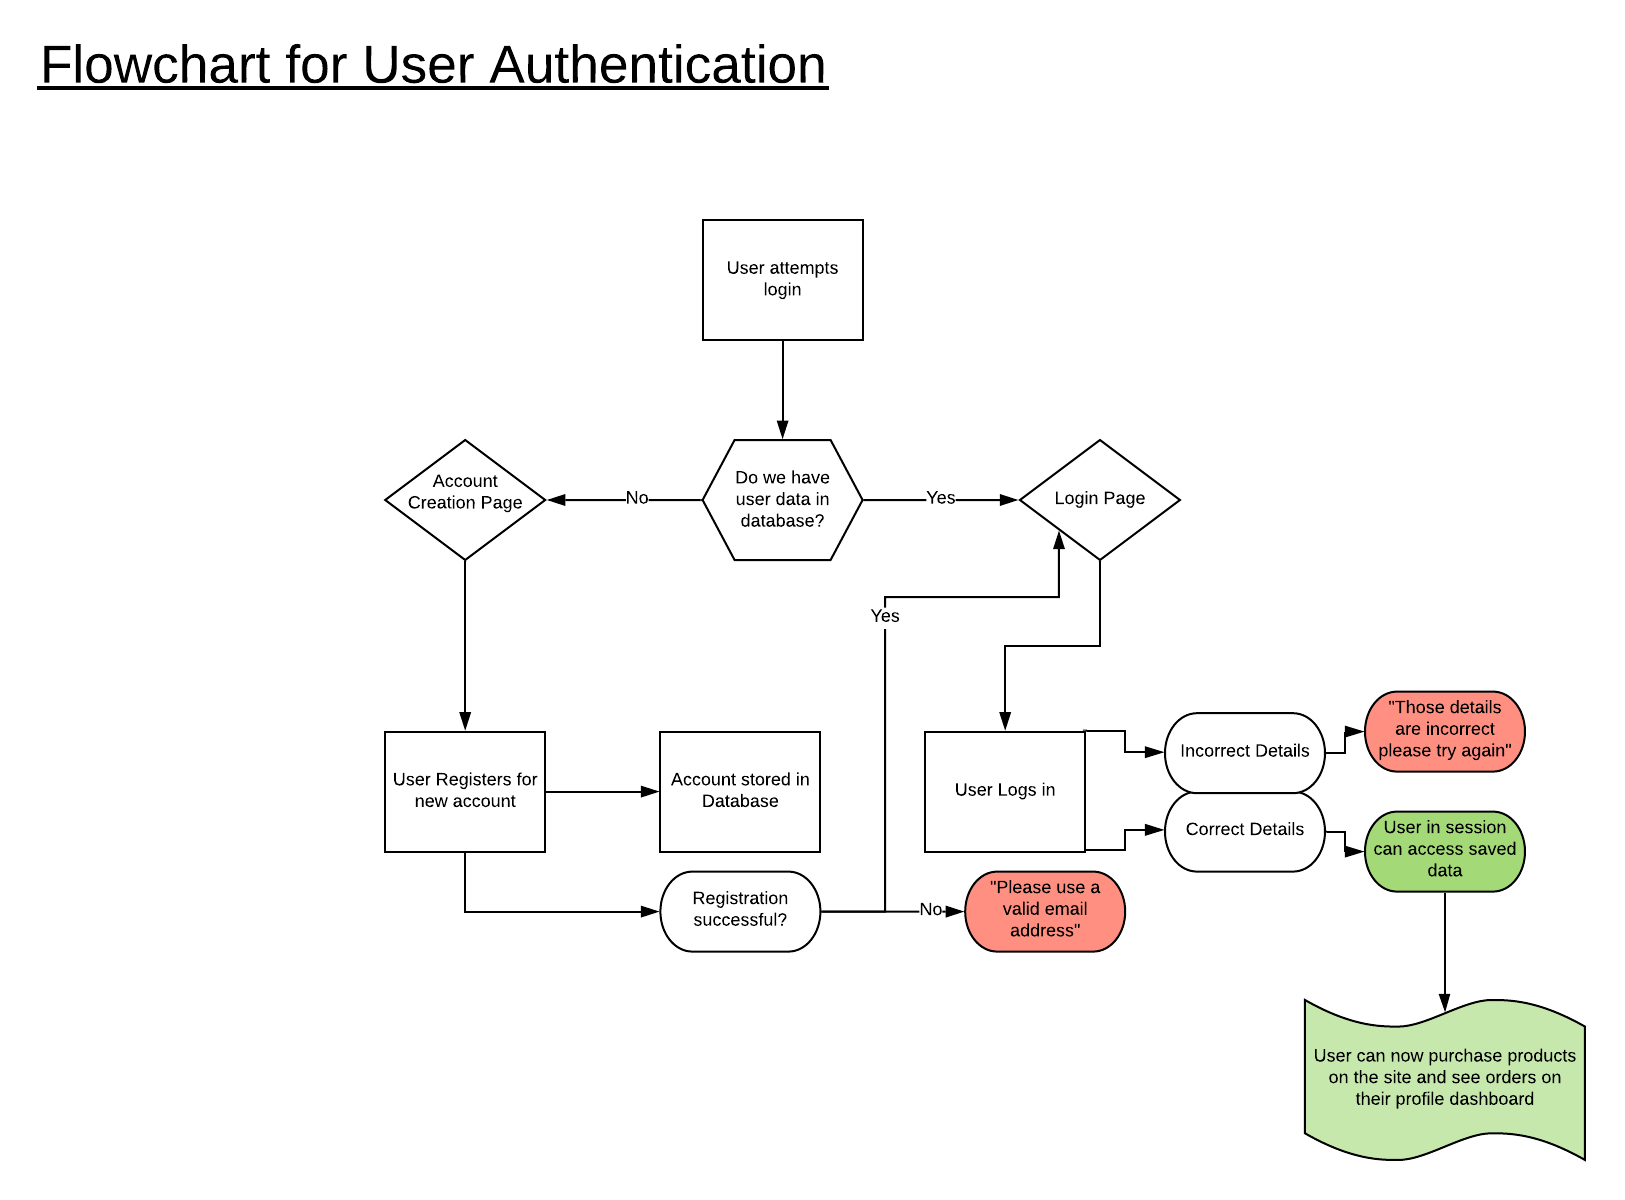 Flowchart for User Authentication
User attempts
login
Account
Creation Page
No
Do we have
user data in
database?
Yes
Login Page
Yes
User Registers for
new account
Account stored in
Database
User Logs in
Incorrect Details
"Those details
are incorrect
please try again"
Correct Details
User in session
can access saved
data
Registration
successful?
No
"Please use a
valid email
address"
User can now purchase products
on the site and see orders on
their profile dashboard